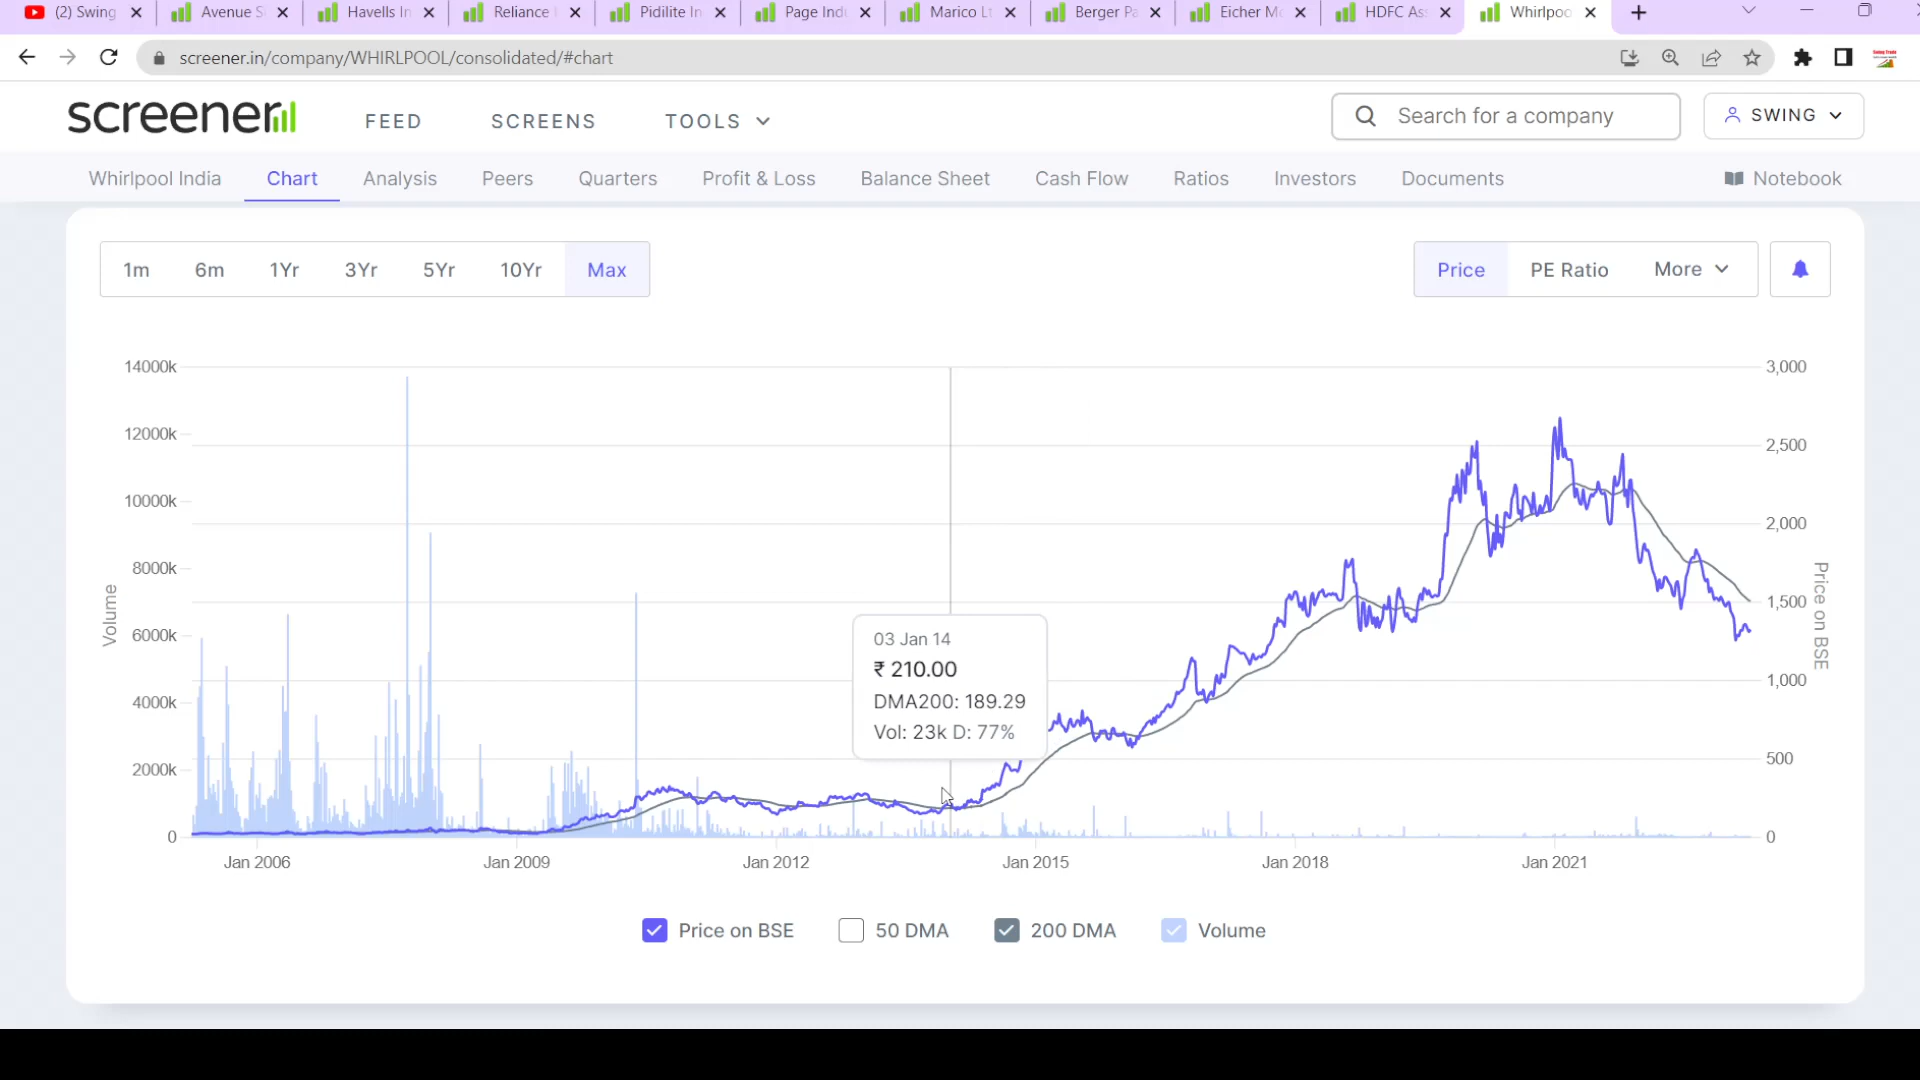 (2) Swing
Avenue S
Havells In
Reliance
Pidilite In
Page Indu
Marico Lt
Berger Pa
Eicher Mo
HDFC Ass
Whirlpoo
screener.in/company/WHIRLPOOL/consolidated/#chart
screener
FEED
SCREENS
TOOLS
Search for a company
SWING
Whirlpool India
Chart
Analysis
Peers
Quarters
Profit & Loss
Balance Sheet
Cash Flow
Ratios
Investors
Documents
Notebook
1m
6m
1Yr
3Yr
5Yr
10Yr
Max
Price
PE Ratio
More
14000k
12000k
10000k
8000k
6000k
4000k
2000k
0
Volume
3,000
2,500
2,000
1,500
1,000
500
0
Price on BSE
03 Jan 14
₹ 210.00
DMA200: 189.29
Vol: 23k D: 77%
Jan 2006
Jan 2009
Jan 2012
Jan 2015
Jan 2018
Jan 2021
Price on BSE
50 DMA
200 DMA
Volume